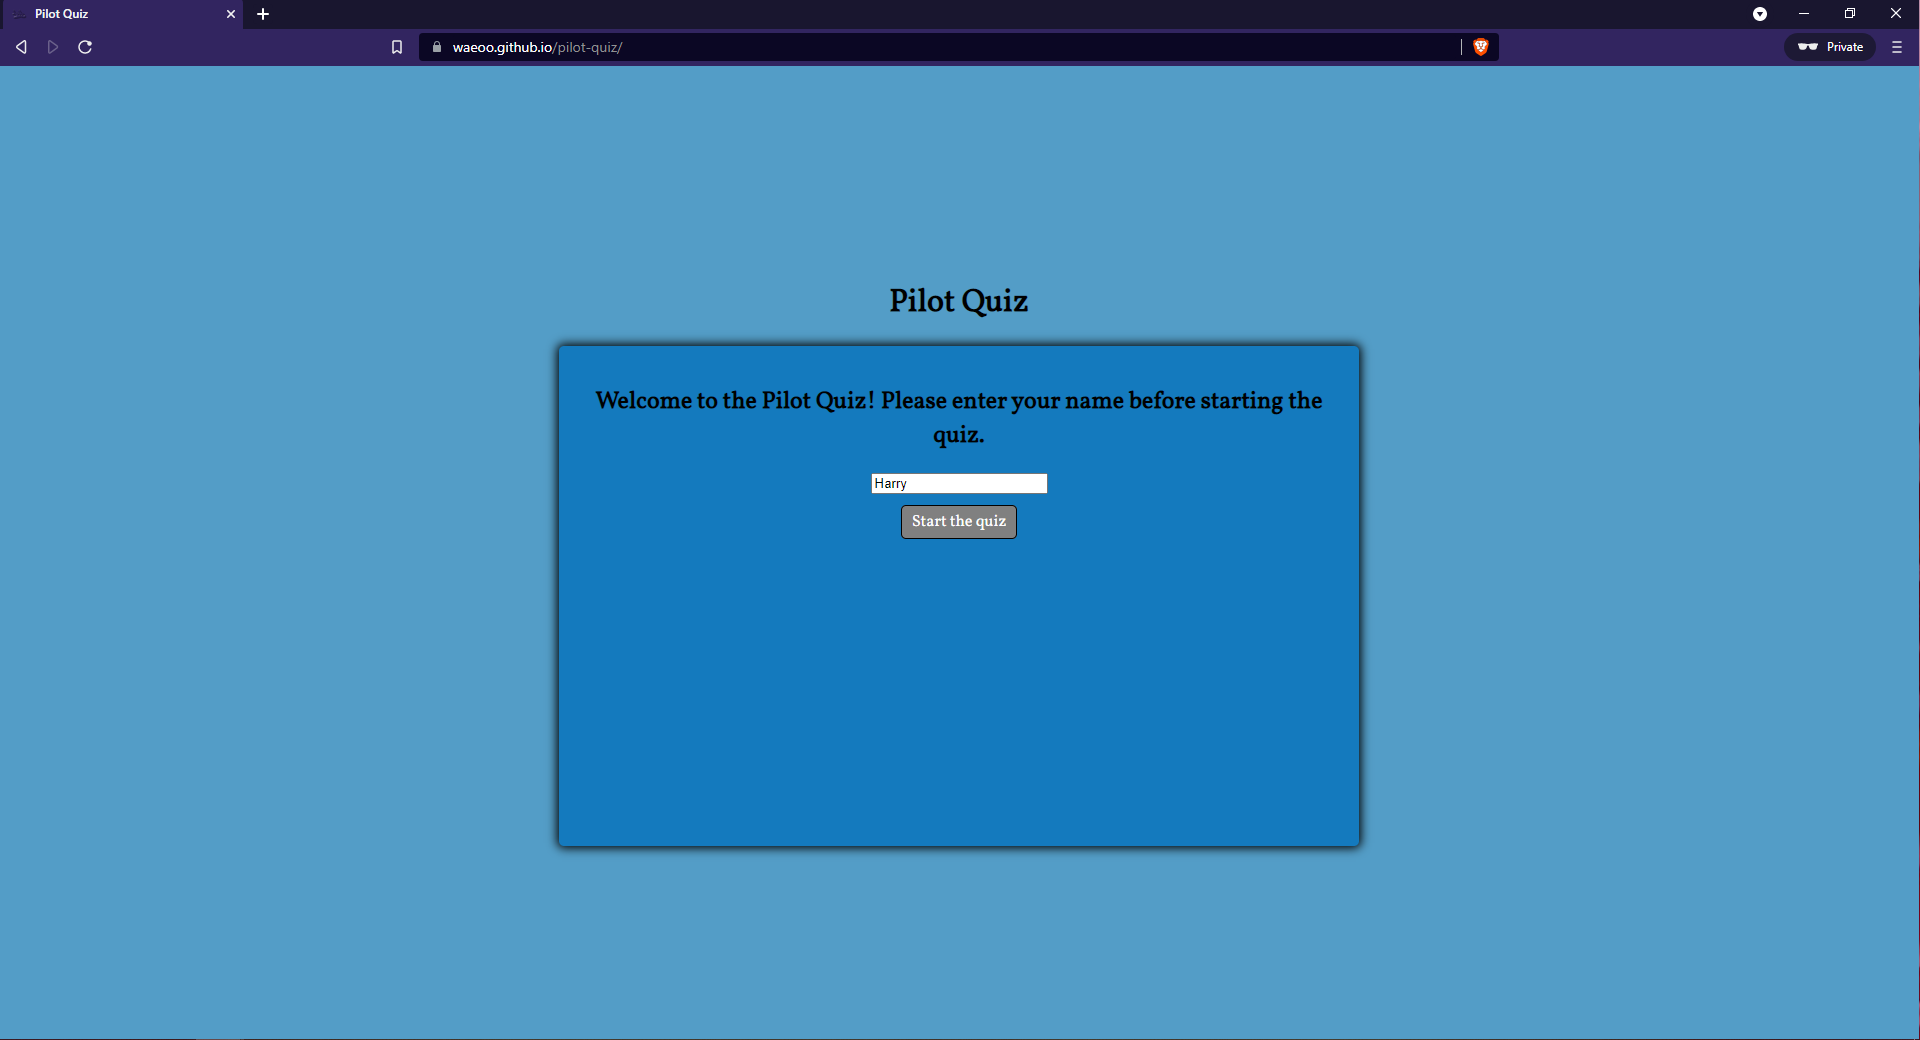 Pilot Quiz
waeoo.github.io/pilot-quiz/
Private
Pilot Quiz
Welcome to the Pilot Quiz! Please enter your name before starting the
quiz.
Harry
Start the quiz